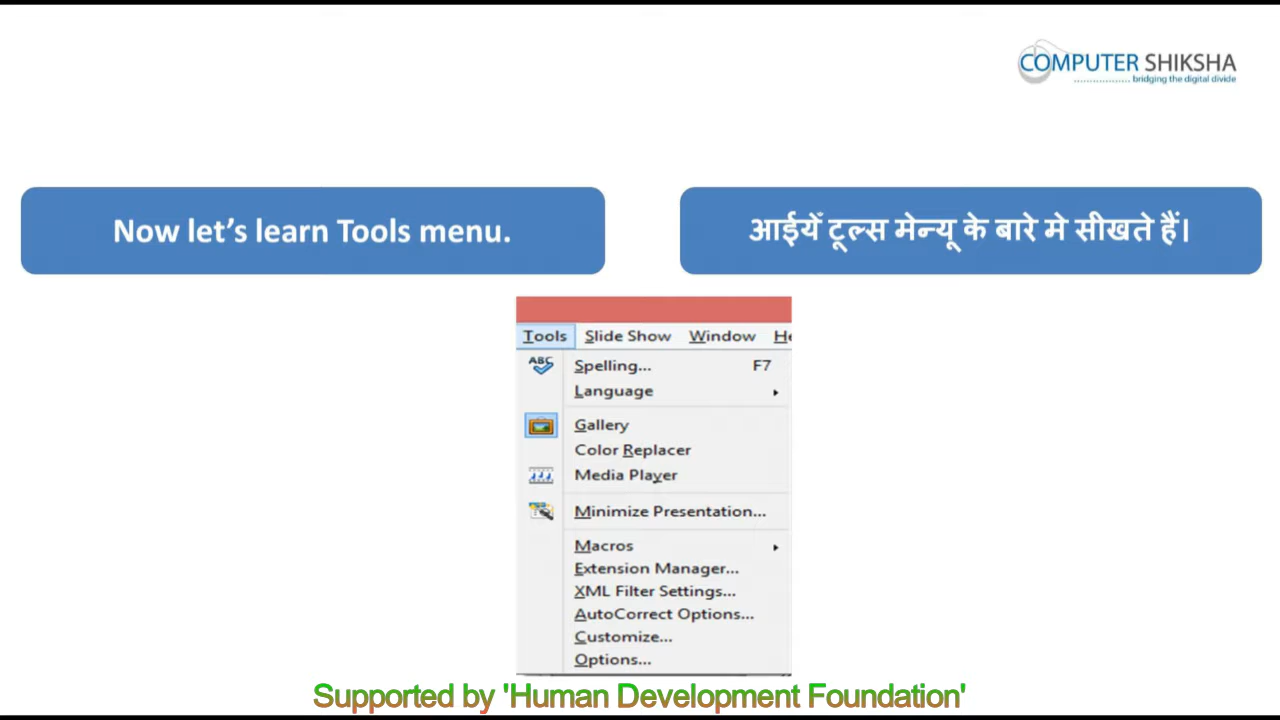 COMPUTER SHIKSHA
bridging the digital divide
Now let's learn Tools menu.
आईयेँ टूल्स मेन्यू के बारे मे सीखते हैं।
Tools Slide Show Window He
ABC Spelling... F7
Language
Gallery
Color Replacer
Media Player
Minimize Presentation...
Macros
Extension Manager...
XML Filter Settings...
AutoCorrect Options...
Customize...
Options...
Supported by 'Human Development Foundation'